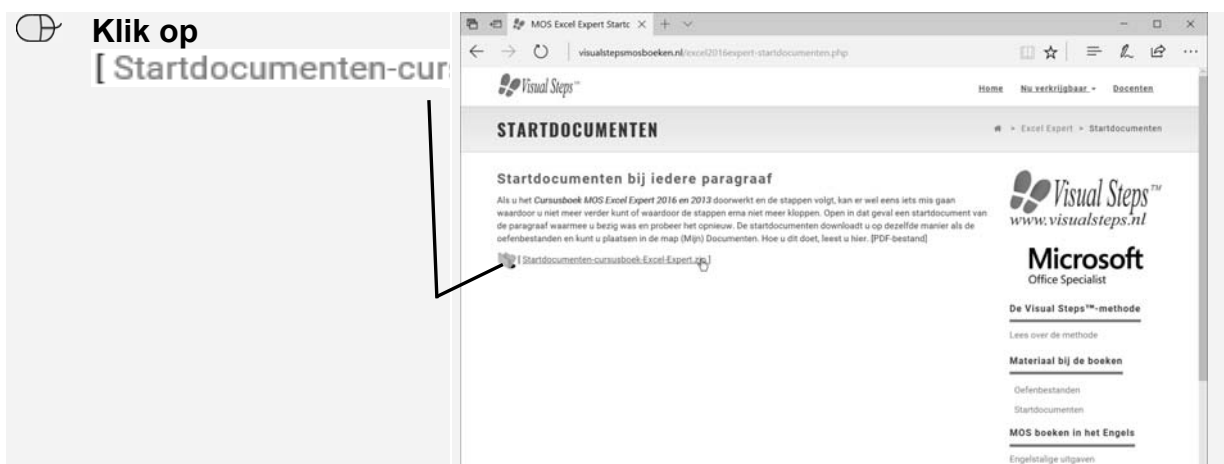 Klik op
[ Startdocumenten-cur
MOS Excel Expert Startc
visualstepsmosboeken.nl/excel2016expert-startdocumenten.php
Visual Steps™
Home Nu verkrijgbaar Docenten
STARTDOCUMENTEN
> Excel Expert > Startdocumenten
Startdocumenten bij iedere paragraaf
Als u het Cursusboek MOS Excel Expert 2016 en 2013 doorwerkt en de stappen volgt, kan er wel eens iets mis gaan
waardoor u niet meer verder kunt of waardoor de stappen erna niet meer kloppen. Open in dat geval een startdocument van
de paragraaf waarmee u bezig was en probeer het opnieuw. De startdocumenten downloadt u op dezelfde manier als de
oefenbestanden en kunt u plaatsen in de map (Mijn) Documenten. Hoe u dit doet, leest u hier. [PDF-bestand]
[ Startdocumenten-cursusboek-Excel-Expert.zip ]
Visual Steps™
www.visualsteps.nl
Microsoft
Office Specialist
De Visual Steps™-methode
Lees over de methode
Materiaal bij de boeken
Oefenbestanden
Startdocumenten
MOS boeken in het Engels
Engelstalige uitgaven